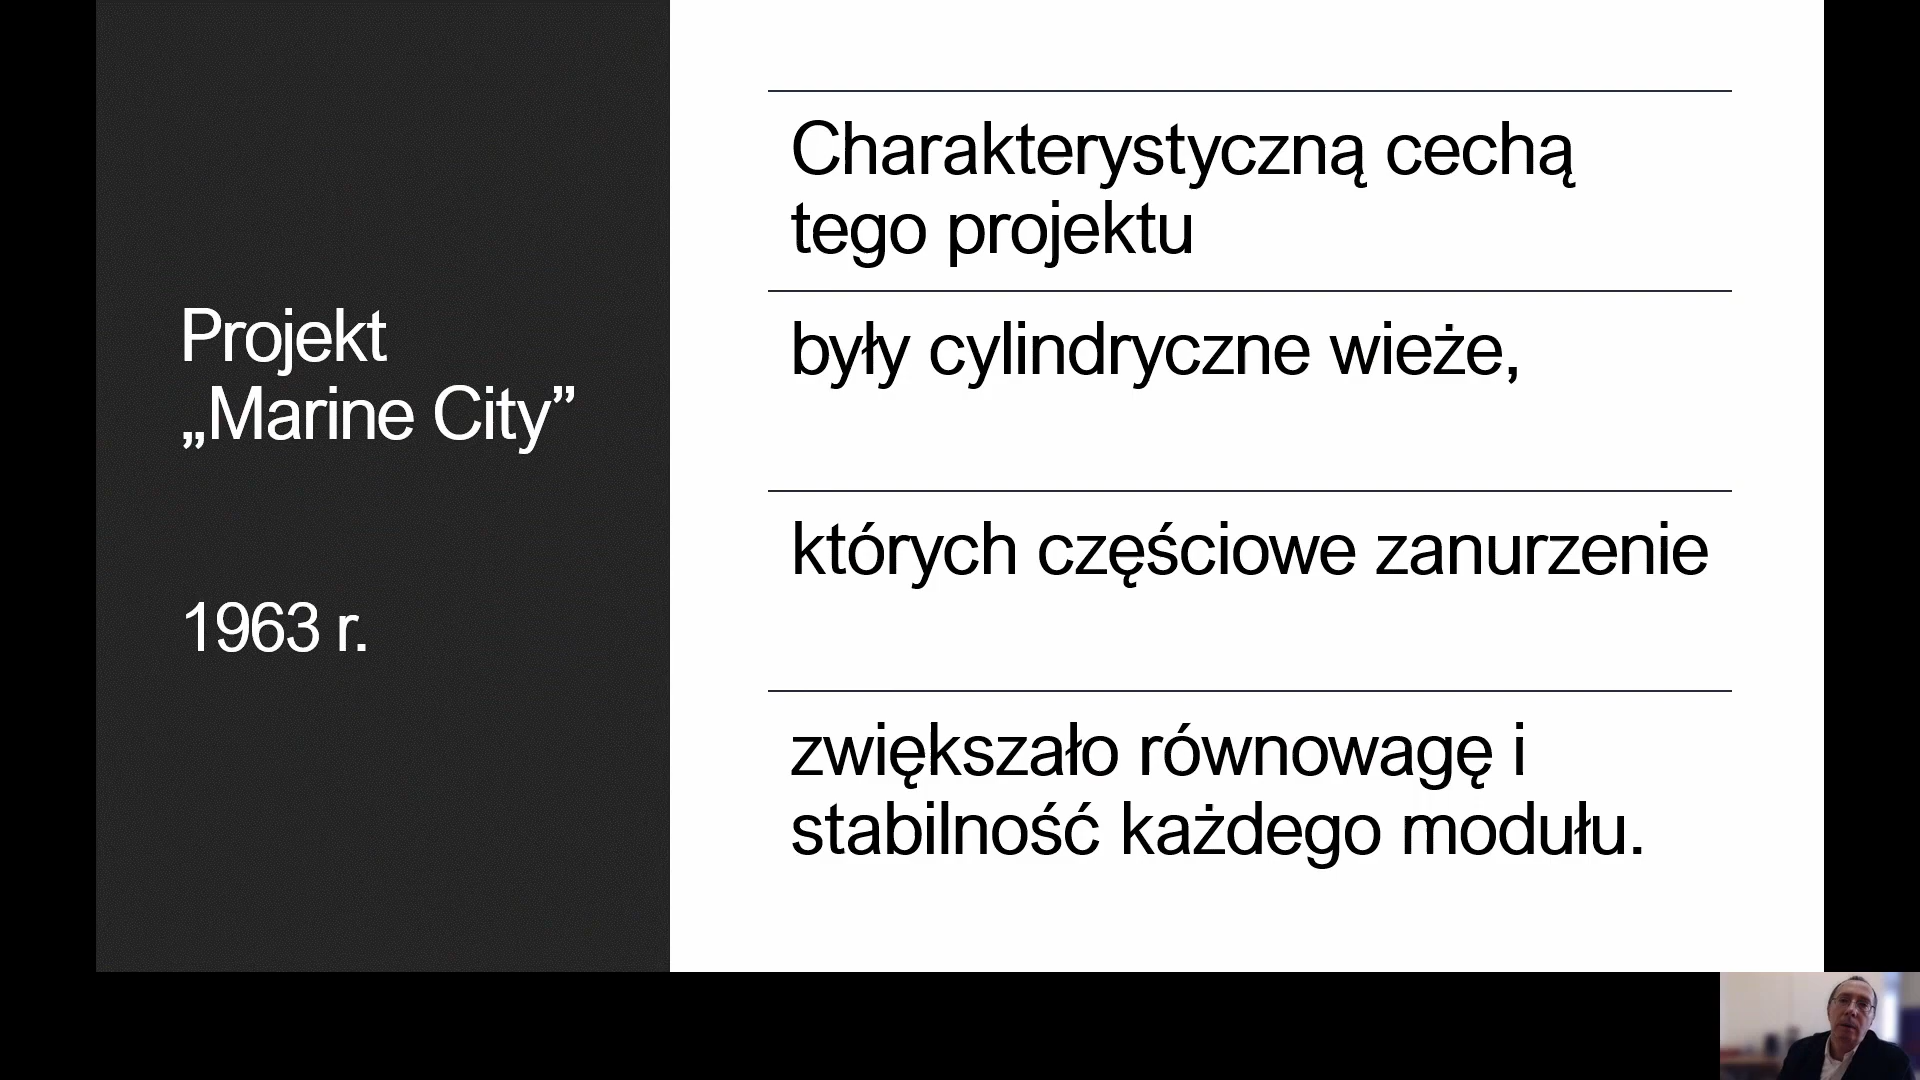 Projekt
„Marine City”
1963 r.
Charakterystyczną cechą
tego projektu
były cylindryczne wieże,
których częściowe zanurzenie
zwiększało równowagę i
stabilność każdego modułu.